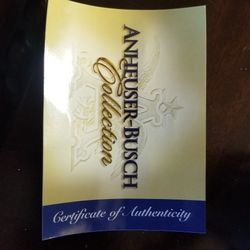 ANHEUSER-BUSCH
Collection
Certificate of Authenticity